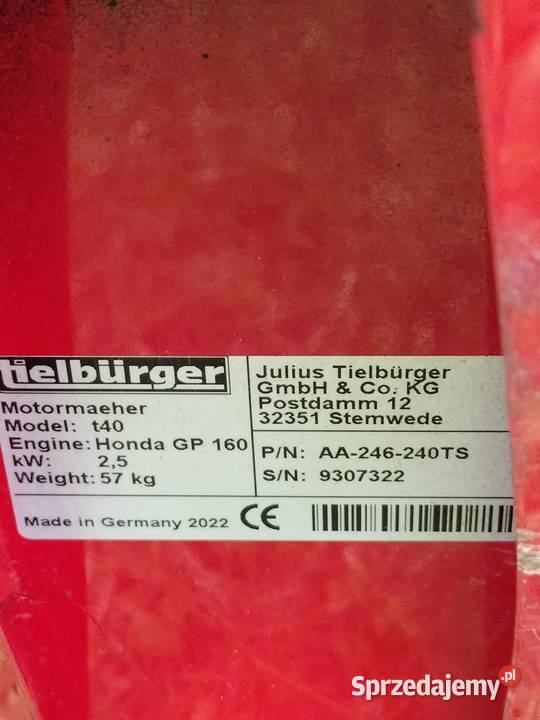 tielbürger
Motormaeher
Model: t40
Engine: Honda GP 160
kW: 2,5
Weight: 57 kg
Julius Tielbürger
GmbH & Co. KG
Postdamm 12
32351 Stemwede
P/N: AA-246-240TS
S/N: 9307322
Made in Germany 2022 CE
Sprzedajemy.pl